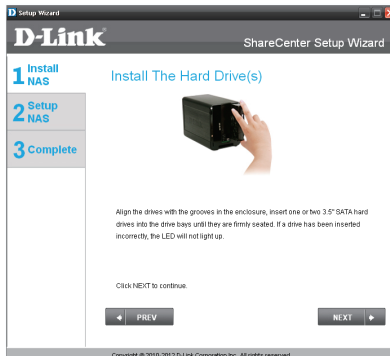 D Setup Wizard
D-Link
ShareCenter Setup Wizard
1 Install NAS
2 Setup NAS
3 Complete
Install The Hard Drive(s)
Align the drives with the grooves in the enclosure, insert one or two 3.5" SATA hard
drives into the drive bays until they are firmly seated. If a drive has been inserted
incorrectly, the LED will not light up.
Click NEXT to continue.
PREV
NEXT
Copyright © 2010-2012 D-Link Corporation Inc. All rights reserved